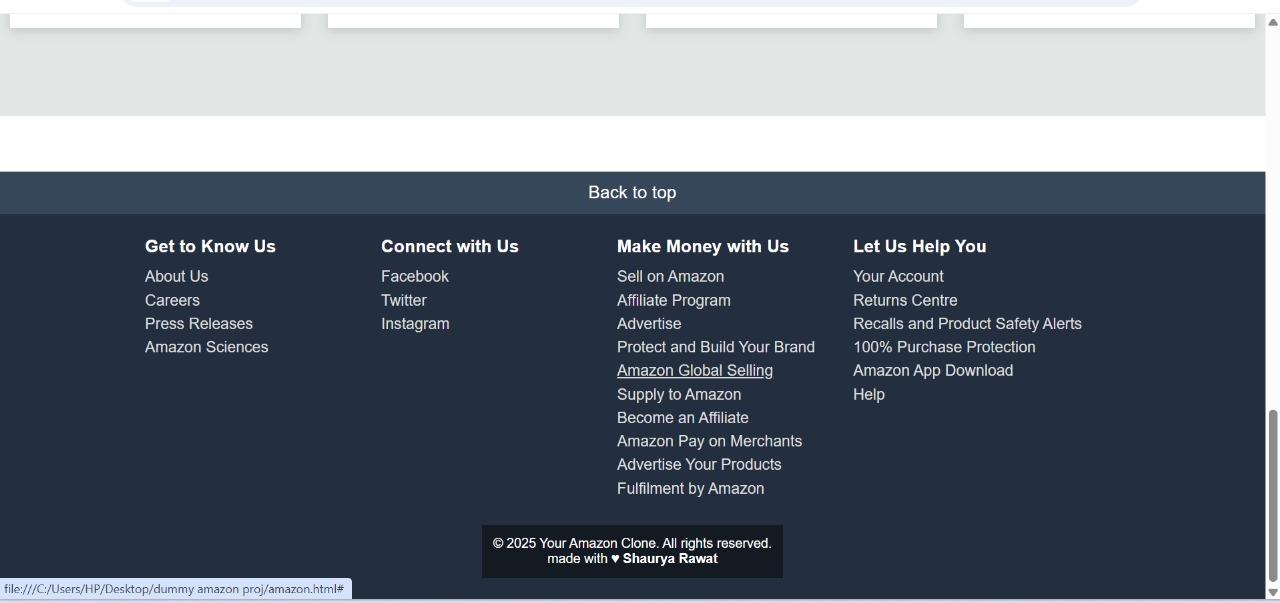 Back to top
Get to Know Us
About Us
Careers
Press Releases
Amazon Sciences
Connect with Us
Facebook
Twitter
Instagram
Make Money with Us
Sell on Amazon
Affiliate Program
Advertise
Protect and Build Your Brand
Amazon Global Selling
Supply to Amazon
Become an Affiliate
Amazon Pay on Merchants
Advertise Your Products
Fulfilment by Amazon
Let Us Help You
Your Account
Returns Centre
Recalls and Product Safety Alerts
100% Purchase Protection
Amazon App Download
Help
© 2025 Your Amazon Clone. All rights reserved.
made with ♥ Shaurya Rawat
file:///C:/Users/HP/Desktop/dummy amazon proj/amazon.html#